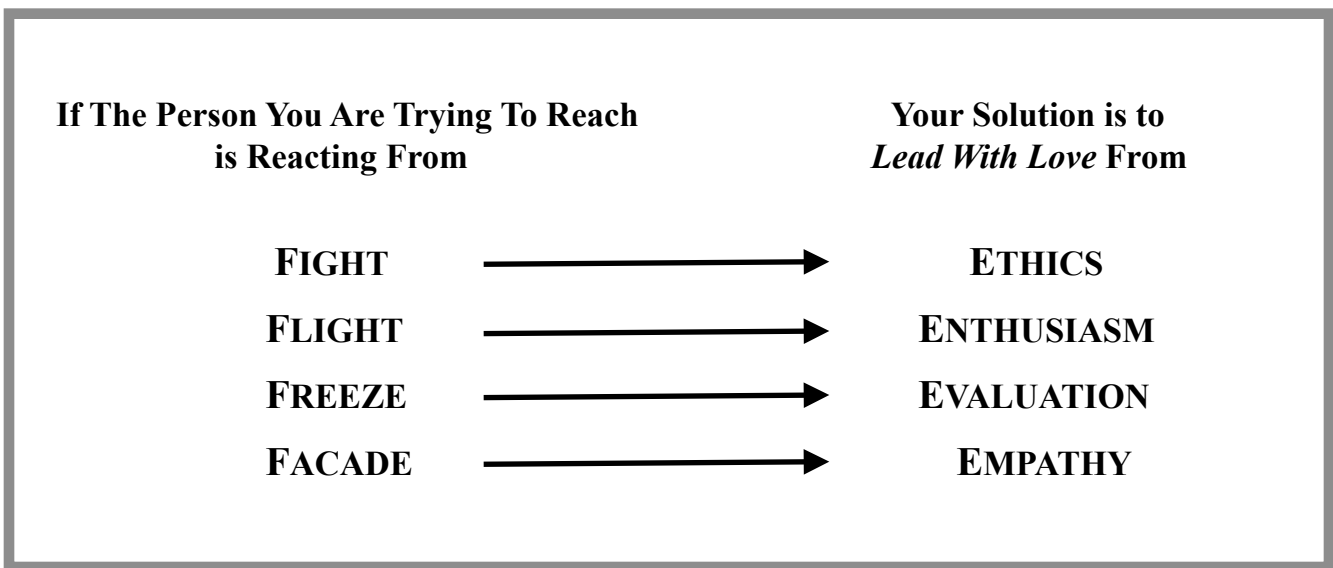 If The Person You Are Trying To Reach
is Reacting From
Your Solution is to
Lead With Love From
FIGHT ETHICS
FLIGHT ENTHUSIASM
FREEZE EVALUATION
FACADE EMPATHY